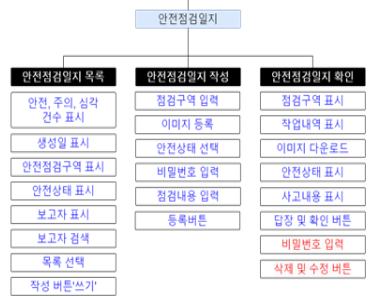 안전점검일지
안전점검일지 목록
안전, 주의, 심각
건수 표시
생성일 표시
안전점검구역 표시
안전상태 표시
보고자 표시
보고자 검색
목록 선택
작성 버튼'쓰기'
안전점검일지 작성
점검구역 입력
이미지 등록
안전상태 선택
비밀번호 입력
점검내용 입력
등록버튼
안전점검일지 확인
점검구역 표시
작업내역 표시
이미지 다운로드
안전상태 표시
사고내용 표시
답장 및 확인 버튼
비밀번호 입력
삭제 및 수정 버튼